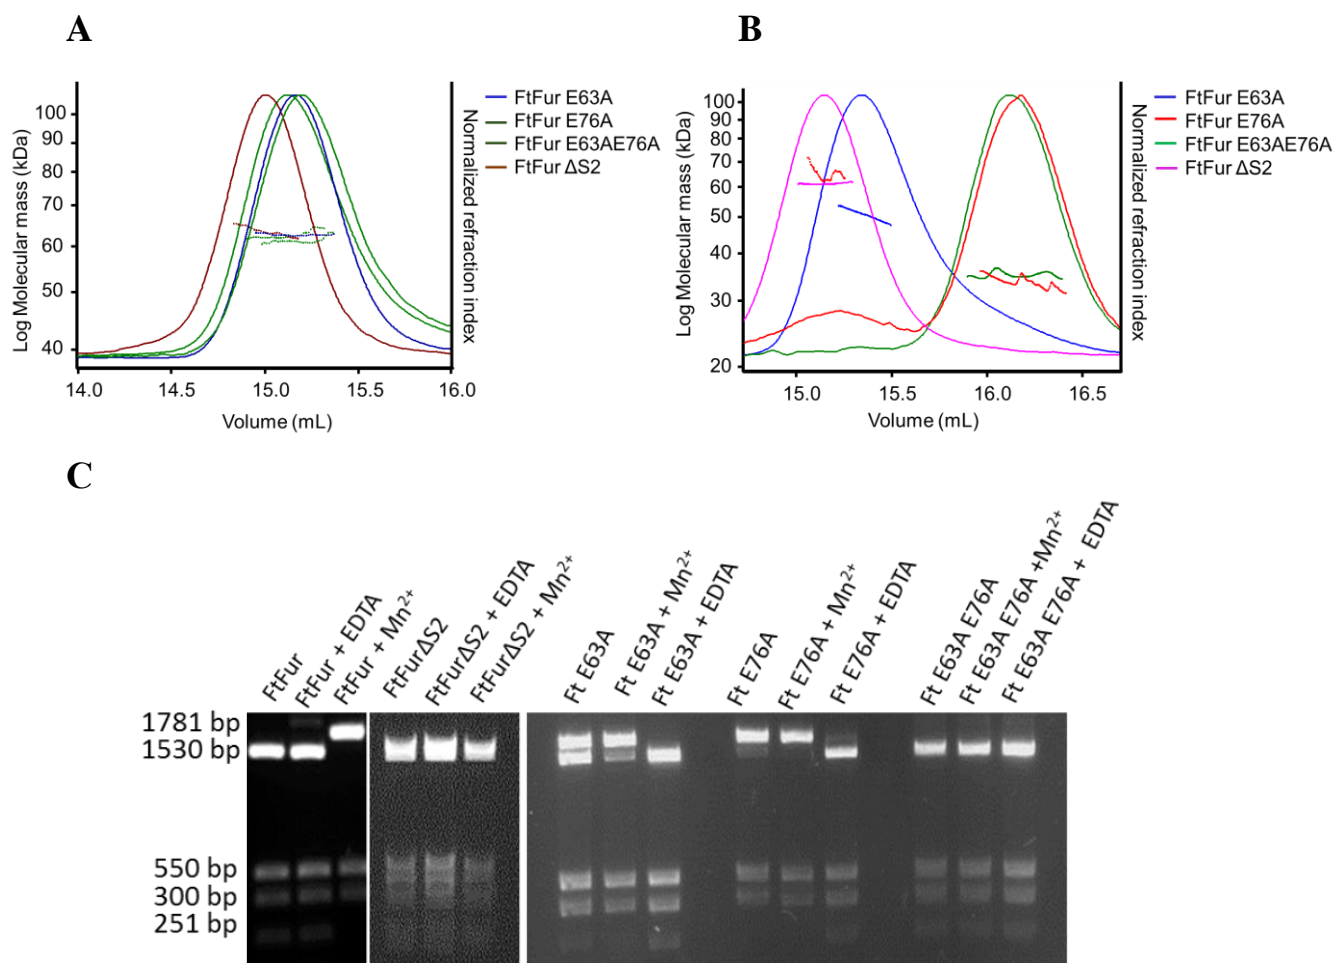 A
B
Log Molecular mass (kDa)
100
90
80
70
60
50
40
14.0
14.5
15.0
15.5
16.0
Volume (mL)
Normalized refraction index
FtFur E63A
FtFur E76A
FtFur E63AE76A
FtFur ΔS2
Log Molecular mass (kDa)
100
90
80
70
60
50
40
30
20
15.0
15.5
16.0
16.5
Volume (mL)
Normalized refraction index
FtFur E63A
FtFur E76A
FtFur E63AE76A
FtFur ΔS2
C
FtFur
FtFur + EDTA
FtFur + Mn²⁺
FtFurΔS2
FtFurΔS2 + EDTA
FtFurΔS2 + Mn²⁺
Ft E63A
Ft E63A + Mn²⁺
Ft E63A + EDTA
Ft E76A
Ft E76A + Mn²⁺
Ft E76A + EDTA
Ft E63A E76A
Ft E63A E76A +Mn²⁺
Ft E63A E76A + EDTA
1781 bp
1530 bp
550 bp
300 bp
251 bp